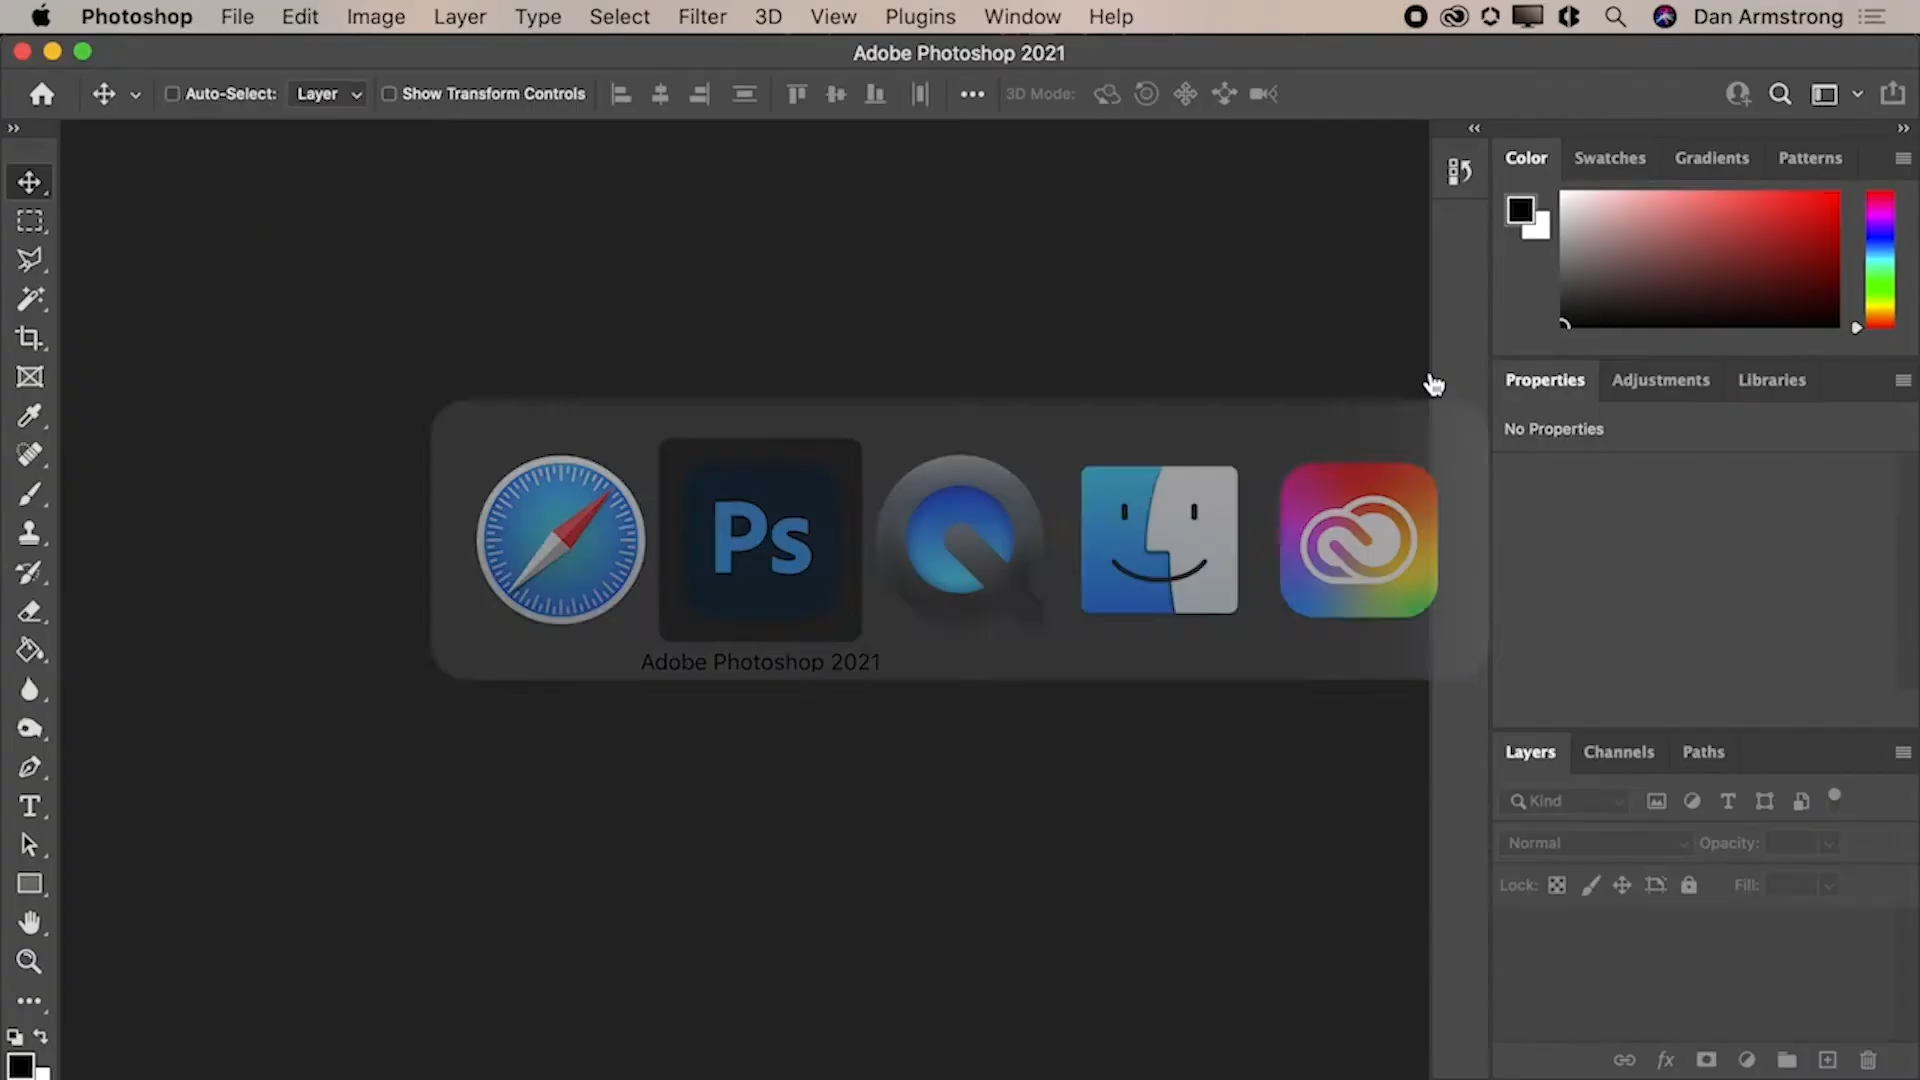 Photoshop File Edit Image Layer Type Select Filter 3D View Plugins Window Help Dan Armstrong
Adobe Photoshop 2021
Auto-Select: Layer Show Transform Controls 3D Mode:
Color Swatches Gradients Patterns
Properties Adjustments Libraries
No Properties
Ps
Adobe Photoshop 2021
Layers Channels Paths
Kind
Normal Opacity:
Lock: Fill:
fx